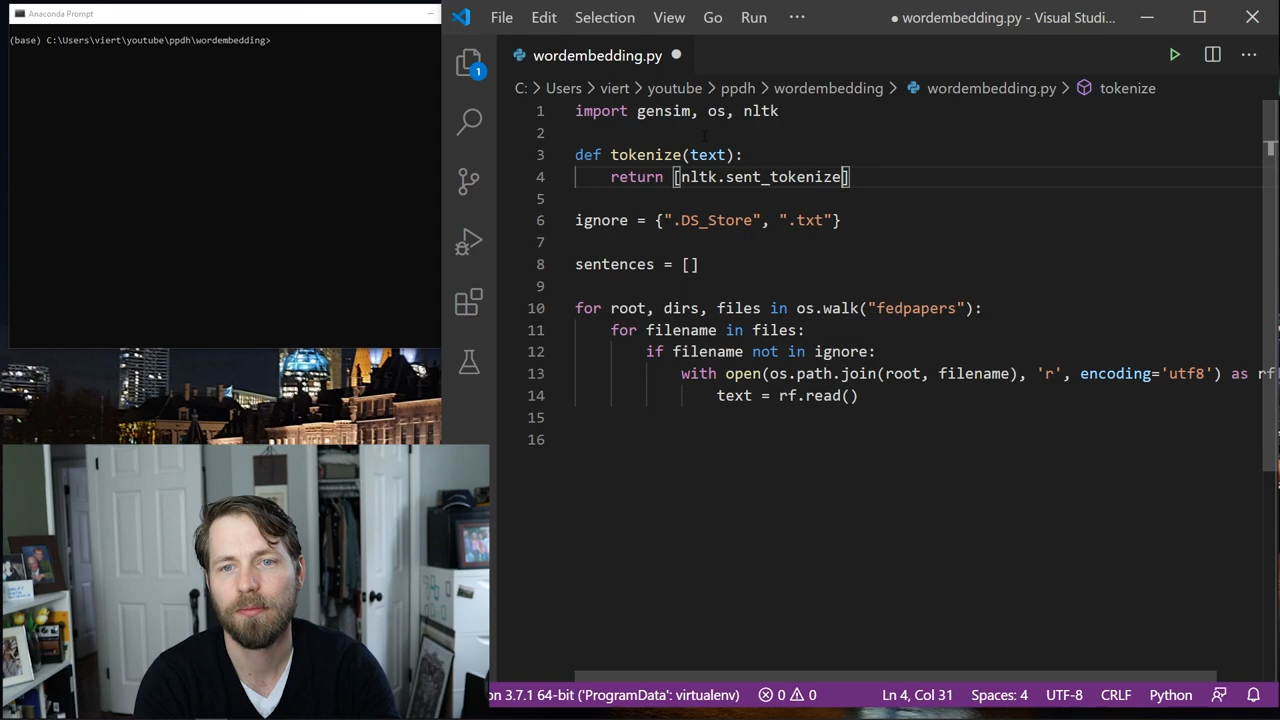 Anaconda Prompt
(base) C:\Users\viert\youtube\ppdh\wordembedding>
File Edit Selection View Go Run ··· ● wordembedding.py - Visual Studi...
1
wordembedding.py
C: > Users > viert > youtube > ppdh > wordembedding > wordembedding.py > tokenize
1 import gensim, os, nltk
2
3 def tokenize(text):
4     return [nltk.sent_tokenize]
5
6 ignore = {".DS_Store", ".txt"}
7
8 sentences = []
9
10 for root, dirs, files in os.walk("fedpapers"):
11     for filename in files:
12         if filename not in ignore:
13             with open(os.path.join(root, filename), 'r', encoding='utf8') as rf
14                 text = rf.read()
15
16
on 3.7.1 64-bit ('ProgramData': virtualenv) 0 0 Ln 4, Col 31 Spaces: 4 UTF-8 CRLF Python